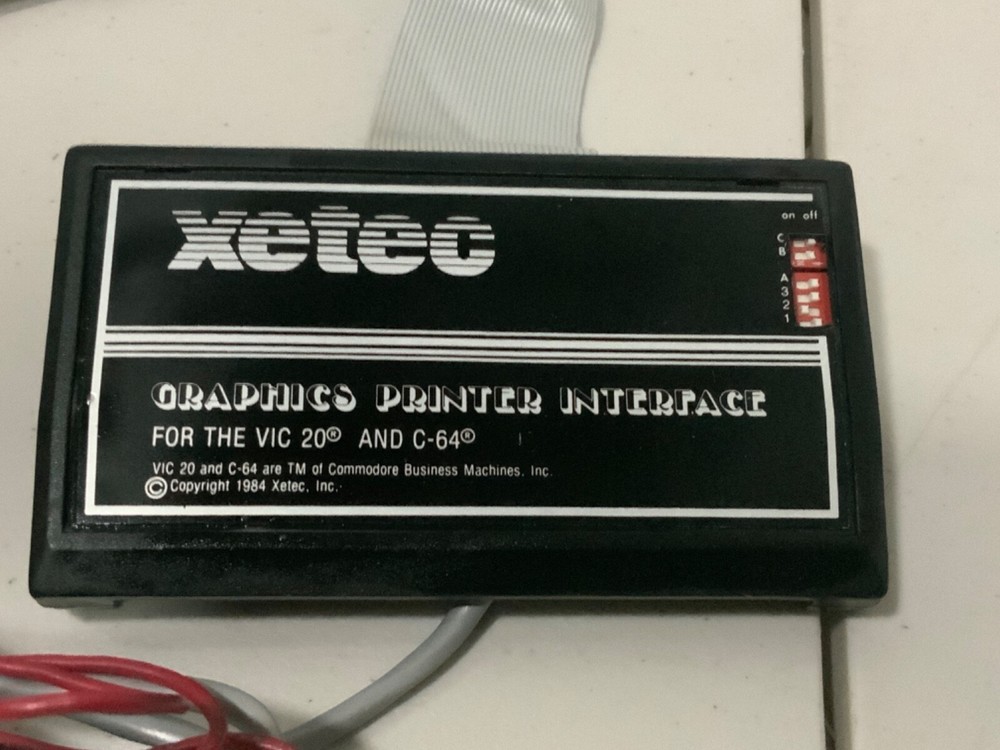 xetec
on off
C
B
A
3
2
1
GRAPHICS PRINTER INTERFACE
FOR THE VIC 20® AND C-64®
VIC 20 and C-64 are TM of Commodore Business Machines, Inc.
© Copyright 1984 Xetec, Inc.